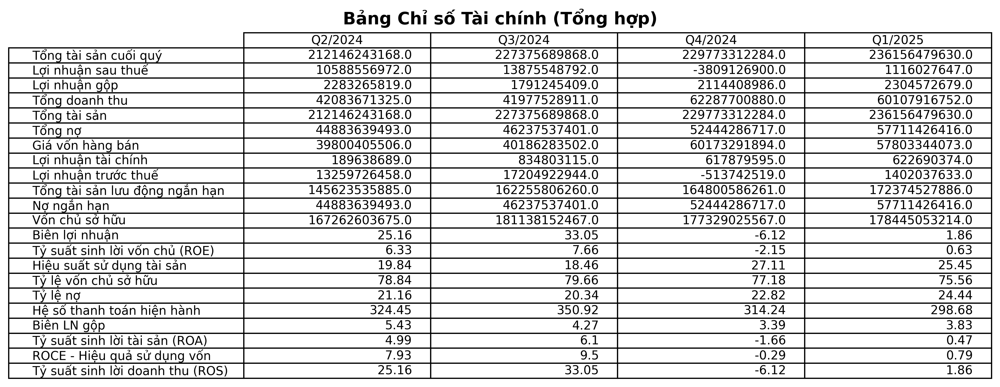 Bảng Chỉ số Tài chính (Tổng hợp)
Q2/2024 Q3/2024 Q4/2024 Q1/2025
Tổng tài sản cuối quý 212146243168.0 227375689868.0 229773312284.0 236156479630.0
Lợi nhuận sau thuế 10588556972.0 13875548792.0 -3809126900.0 1116027647.0
Lợi nhuận gộp 2283265819.0 1791245409.0 2114408986.0 2304572679.0
Tổng doanh thu 42083671325.0 41977528911.0 62287700880.0 60107916752.0
Tổng tài sản 212146243168.0 227375689868.0 229773312284.0 236156479630.0
Tổng nợ 44883639493.0 46237537401.0 52444286717.0 57711426416.0
Giá vốn hàng bán 39800405506.0 40186283502.0 60173291894.0 57803344073.0
Lợi nhuận tài chính 189638689.0 834803115.0 617879595.0 622690374.0
Lợi nhuận trước thuế 13259726458.0 17204922944.0 -513742519.0 1402037633.0
Tổng tài sản lưu động ngắn hạn 145623535885.0 162255806260.0 164800586261.0 172374527886.0
Nợ ngắn hạn 44883639493.0 46237537401.0 52444286717.0 57711426416.0
Vốn chủ sở hữu 167262603675.0 181138152467.0 177329025567.0 178445053214.0
Biên lợi nhuận 25.16 33.05 -6.12 1.86
Tỷ suất sinh lời vốn chủ (ROE) 6.33 7.66 -2.15 0.63
Hiệu suất sử dụng tài sản 19.84 18.46 27.11 25.45
Tỷ lệ vốn chủ sở hữu 78.84 79.66 77.18 75.56
Tỷ lệ nợ 21.16 20.34 22.82 24.44
Hệ số thanh toán hiện hành 324.45 350.92 314.24 298.68
Biên LN gộp 5.43 4.27 3.39 3.83
Tỷ suất sinh lời tài sản (ROA) 4.99 6.1 -1.66 0.47
ROCE - Hiệu quả sử dụng vốn 7.93 9.5 -0.29 0.79
Tỷ suất sinh lời doanh thu (ROS) 25.16 33.05 -6.12 1.86